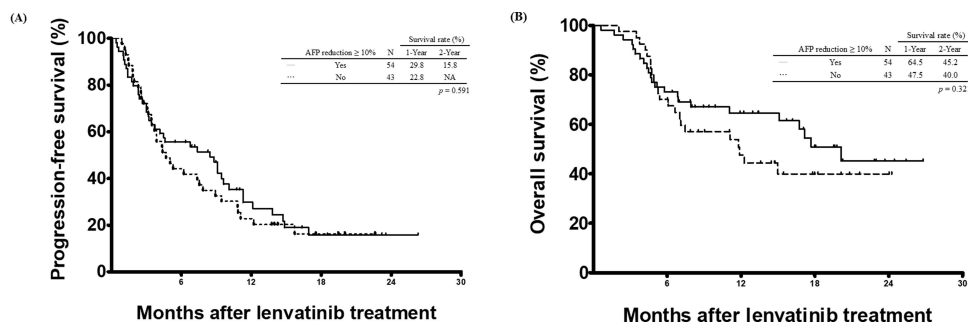 (A)
Progression-free survival (%)
100
80
60
40
20
0
6 12 18 24 30
Months after lenvatinib treatment
Survival rate (%)
AFP reduction ≥ 10% N 1-Year 2-Year
Yes 54 29.8 15.8
No 43 22.8 NA
p = 0.591
(B)
Overall survival (%)
100
80
60
40
20
0
6 12 18 24 30
Months after lenvatinib treatment
Survival rate (%)
AFP reduction ≥ 10% N 1-Year 2-Year
Yes 54 64.5 45.2
No 43 47.5 40.0
p = 0.32